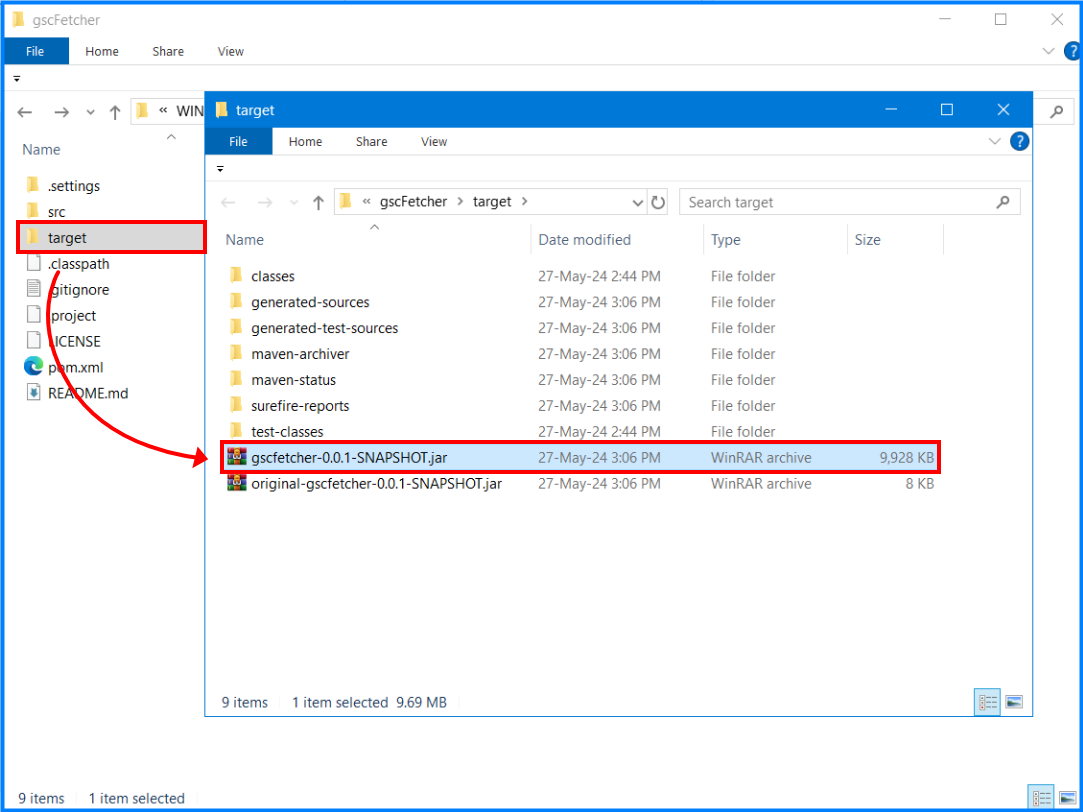 gscFetcher
File Home Share View ?
« WIN
Name
.settings
src
target
.classpath
.gitignore
.project
LICENSE
pom.xml
README.md
9 items 1 item selected
target
File Home Share View ?
« gscFetcher > target > Search target
Name Date modified Type Size
classes 27-May-24 2:44 PM File folder
generated-sources 27-May-24 3:06 PM File folder
generated-test-sources 27-May-24 3:06 PM File folder
maven-archiver 27-May-24 3:06 PM File folder
maven-status 27-May-24 3:06 PM File folder
surefire-reports 27-May-24 3:06 PM File folder
test-classes 27-May-24 2:44 PM File folder
gscfetcher-0.0.1-SNAPSHOT.jar 27-May-24 3:06 PM WinRAR archive 9,928 KB
original-gscfetcher-0.0.1-SNAPSHOT.jar 27-May-24 3:06 PM WinRAR archive 8 KB
9 items 1 item selected 9.69 MB